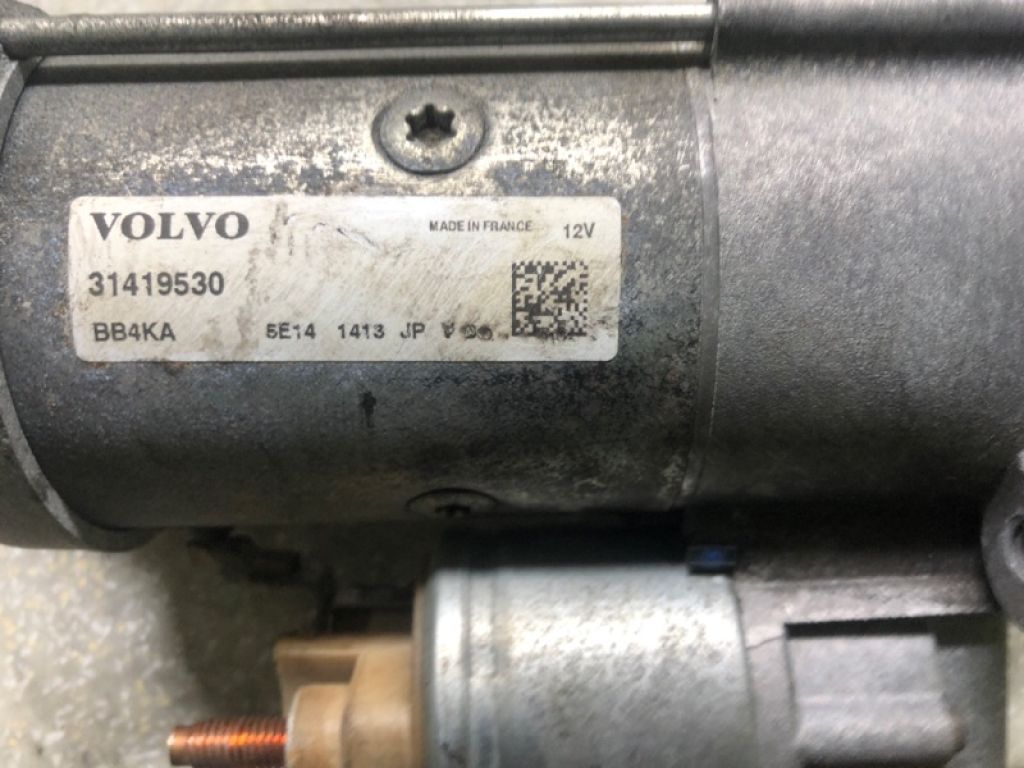 VOLVO MADE IN FRANCE 12V
31419530
BB4KA 5E14 1413 JP